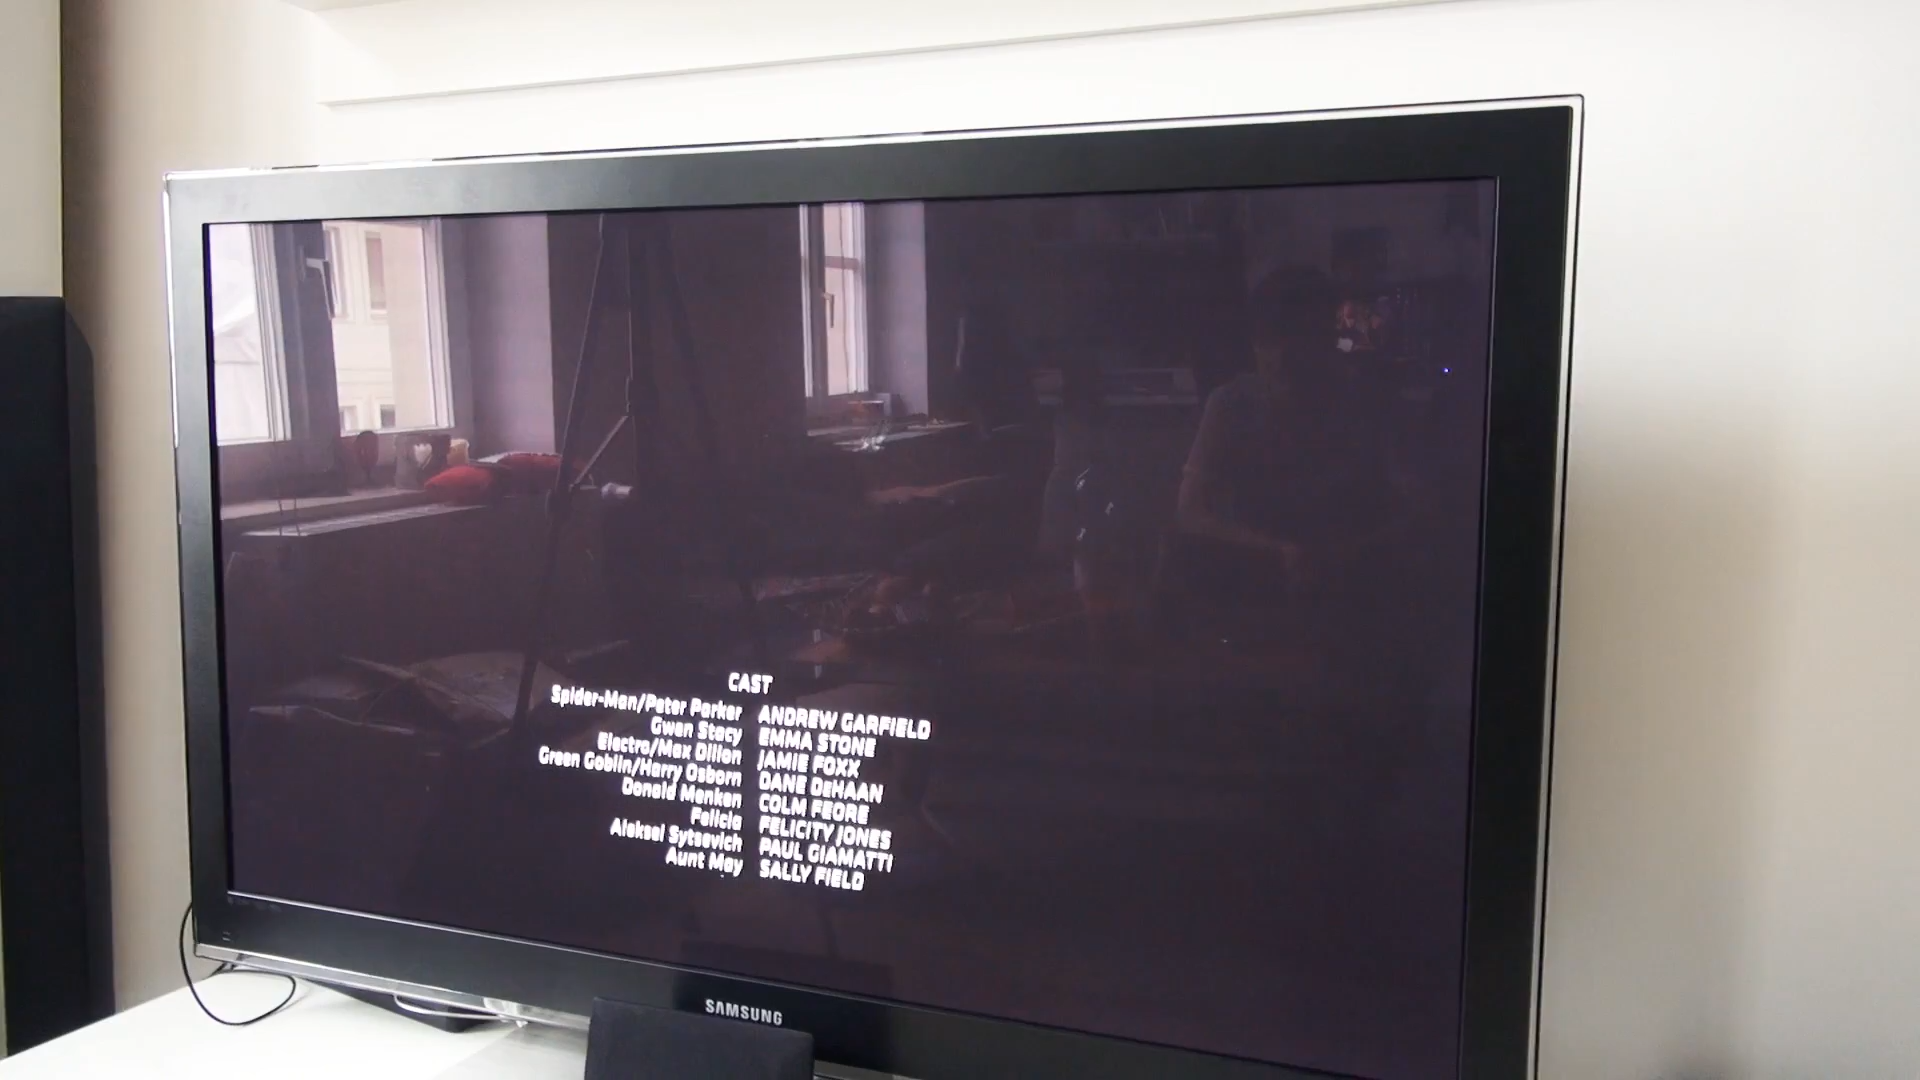 CAST
Spider-Man/Peter Parker ANDREW GARFIELD
Gwen Stacy EMMA STONE
Electro/Max Dillon JAMIE FOXX
Green Goblin/Harry Osborn DANE DeHAAN
Donald Menken COLM FEORE
Felicia FELICITY JONES
Aleksei Sytsevich PAUL GIAMATTI
Aunt May SALLY FIELD
SAMSUNG